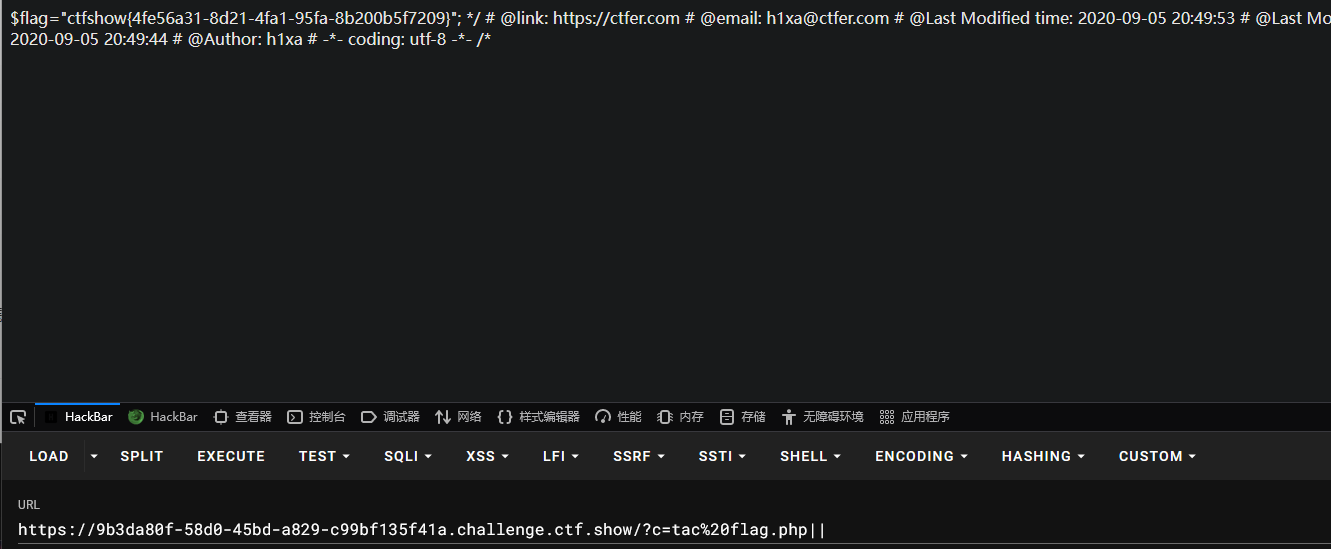 $flag="ctfshow{4fe56a31-8d21-4fa1-95fa-8b200b5f7209}"; */ # @link: https://ctfer.com # @email: h1xa@ctfer.com # @Last Modified time: 2020-09-05 20:49:53 # @Last Mo
2020-09-05 20:49:44 # @Author: h1xa # -*- coding: utf-8 -*- /*
HackBar HackBar 查看器 控制台 调试器 网络 样式编辑器 性能 内存 存储 无障碍环境 应用程序
LOAD SPLIT EXECUTE TEST SQLI XSS LFI SSRF SSTI SHELL ENCODING HASHING CUSTOM
URL
https://9b3da80f-58d0-45bd-a829-c99bf135f41a.challenge.ctf.show/?c=tac%20flag.php||